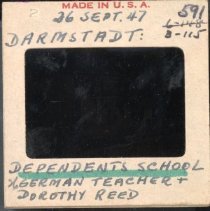 MADE IN U.S.A.
26 SEPT. 47
591
B-115
DARMSTADT:
DEPENDENTS SCHOOL
GERMAN TEACHER +
DOROTHY REED